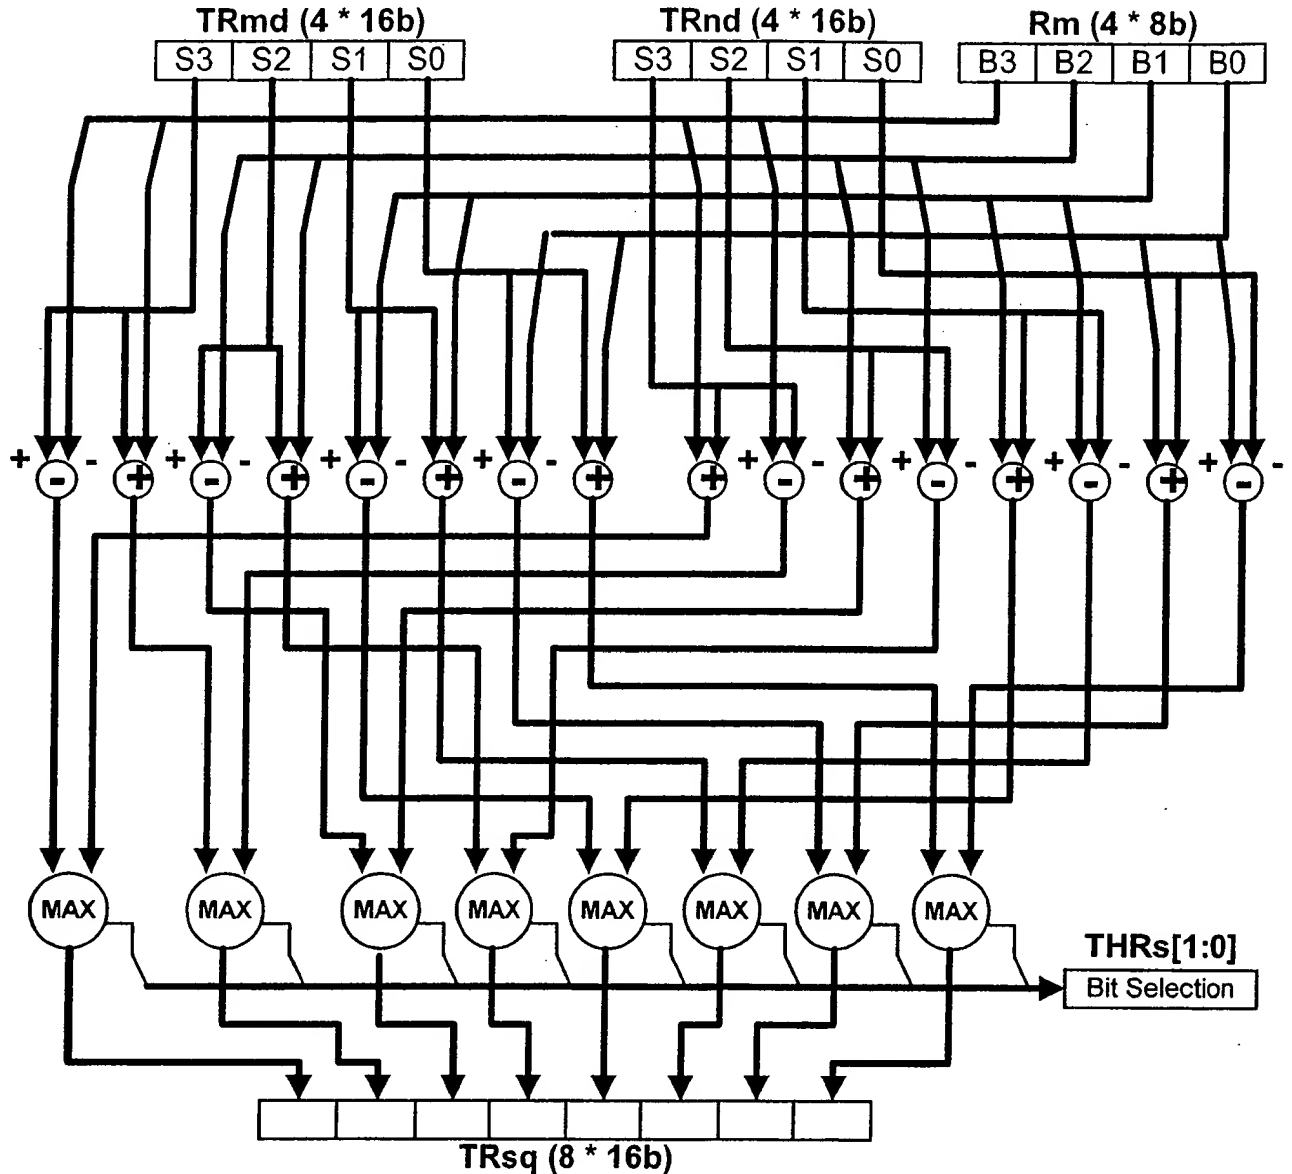 TRmd (4 * 16b) TRnd (4 * 16b) Rm (4 * 8b)
S3 S2 S1 S0 S3 S2 S1 S0 B3 B2 B1 B0
+ - + - + - + - + - + - + - + -
- + - + - + - + + - + - + - + -
MAX MAX MAX MAX MAX MAX MAX MAX
THRs[1:0]
Bit Selection
TRsq (8 * 16b)